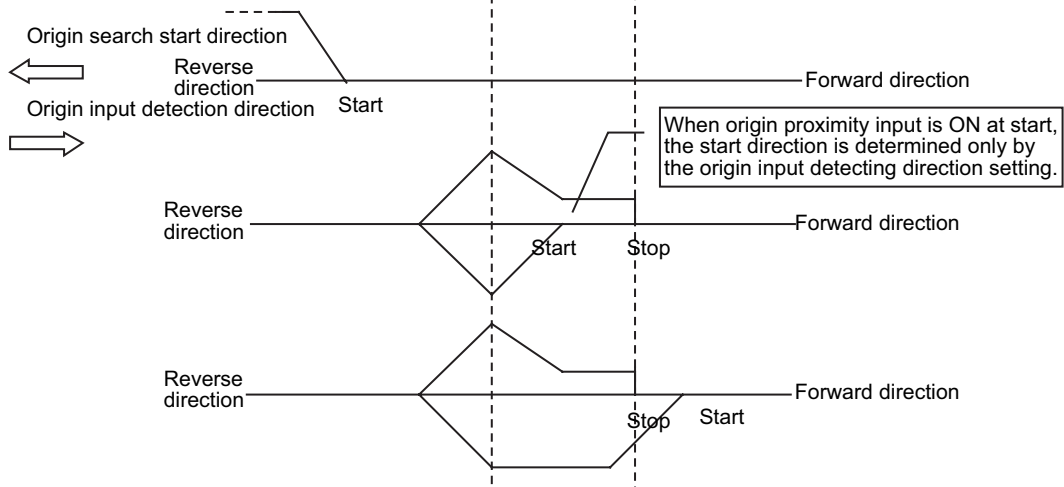 Origin search start direction
Reverse
direction
Forward direction
Origin input detection direction
Start
When origin proximity input is ON at start,
the start direction is determined only by
the origin input detecting direction setting.
Reverse
direction
Forward direction
Start
Stop
Reverse
direction
Forward direction
Stop
Start